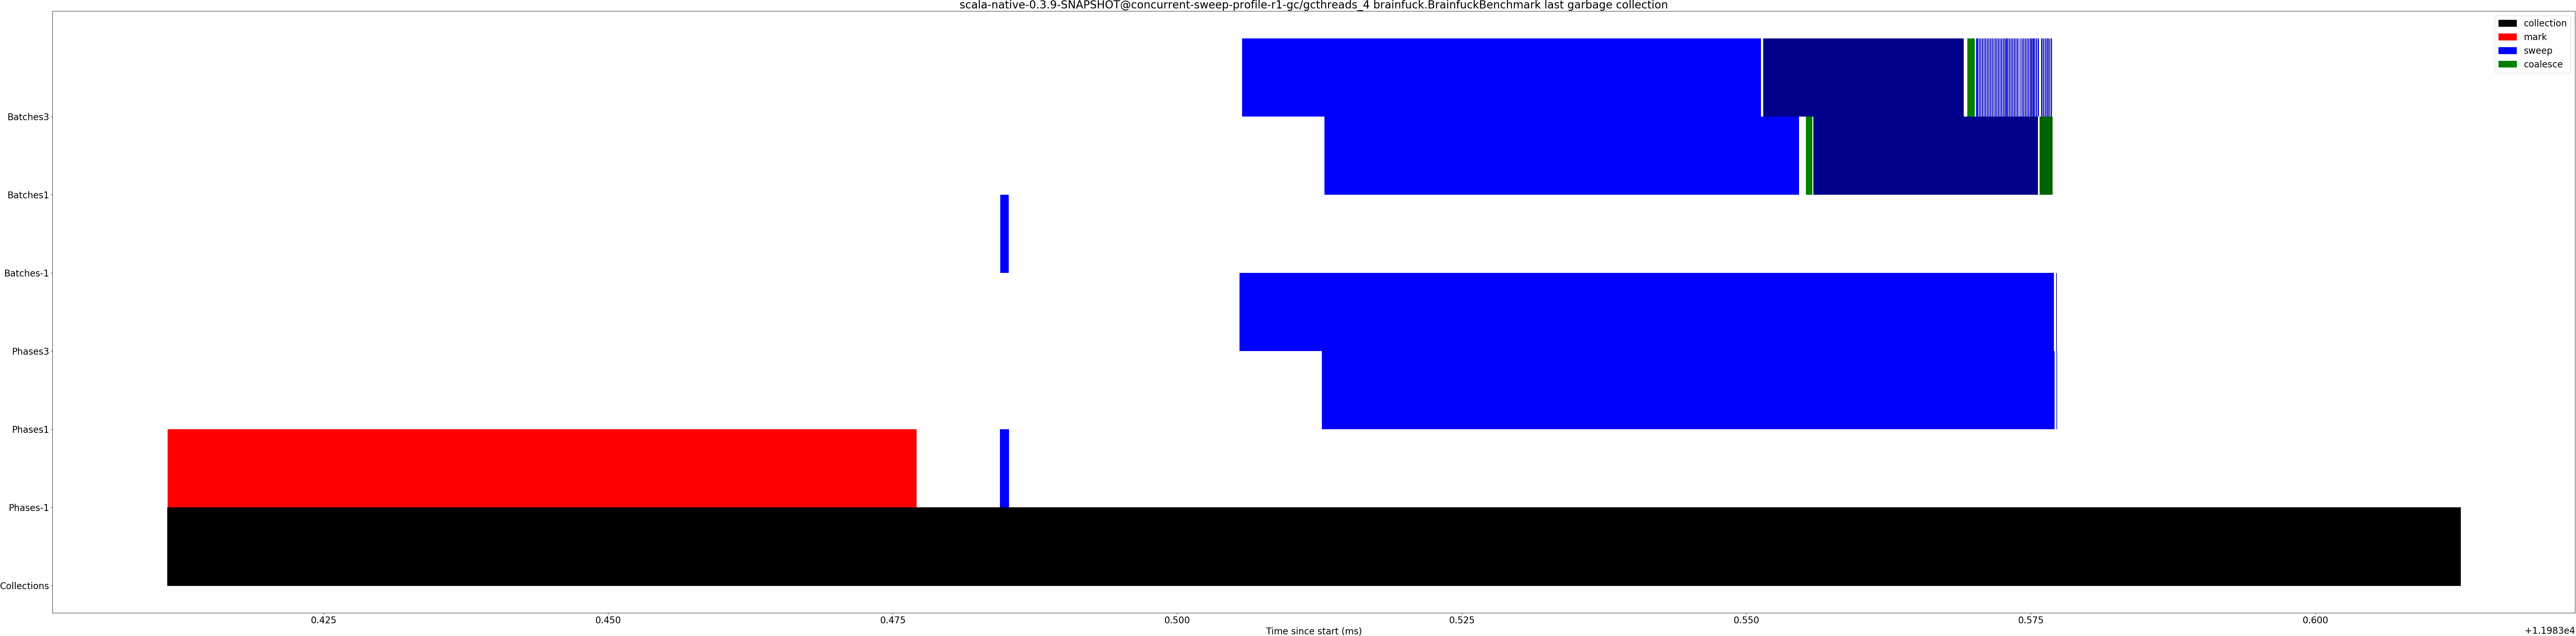 scala-native-0.3.9-SNAPSHOT@concurrent-sweep-profile-r1-gc/gcthreads_4 brainfuck.BrainfuckBenchmark last garbage collection
collection
mark
sweep
coalesce
Batches3
Batches1
Batches-1
Phases3
Phases1
Phases-1
Collections
0.425 0.450 0.475 0.500 0.525 0.550 0.575 0.600
Time since start (ms)
+1.1983e4